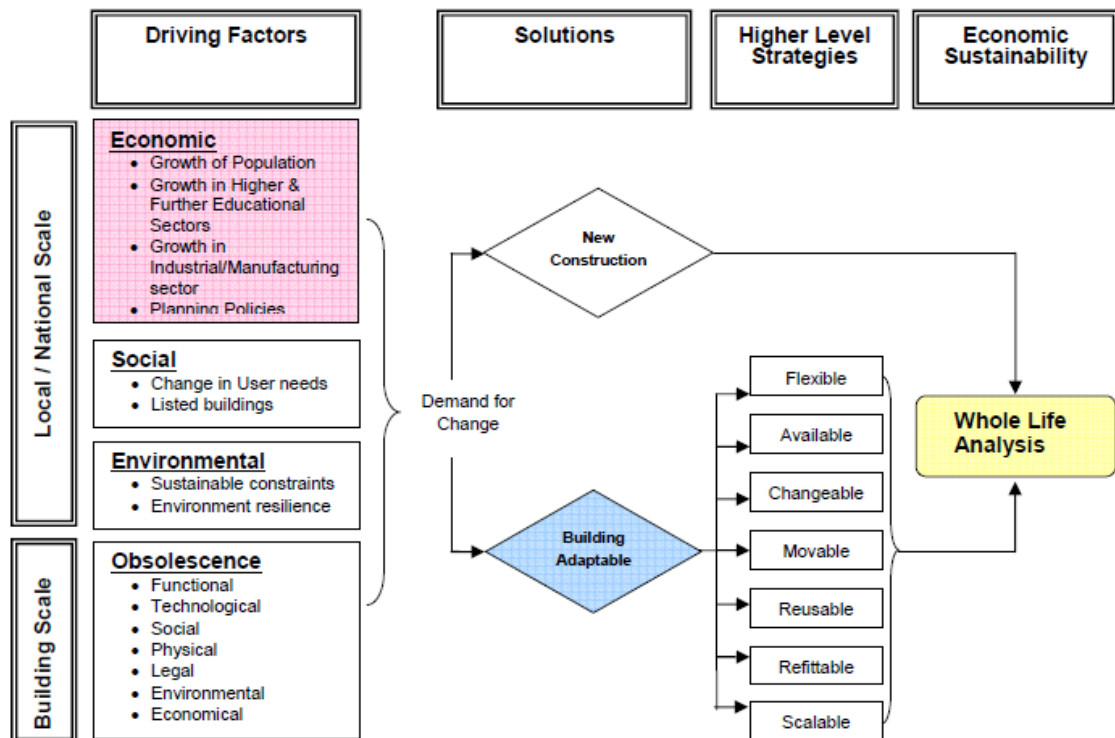 Driving Factors
Solutions
Higher Level
Strategies
Economic
Sustainability
Local / National Scale
Economic
• Growth of Population
• Growth in Higher &
Further Educational
Sectors
• Growth in
Industrial/Manufacturing
sector
• Planning Policies
Social
• Change in User needs
• Listed buildings
Environmental
• Sustainable constraints
• Environment resilience
Building Scale
Obsolescence
• Functional
• Technological
• Social
• Physical
• Legal
• Environmental
• Economical
Demand for
Change
New
Construction
Building
Adaptable
Flexible
Available
Changeable
Movable
Reusable
Refittable
Scalable
Whole Life
Analysis